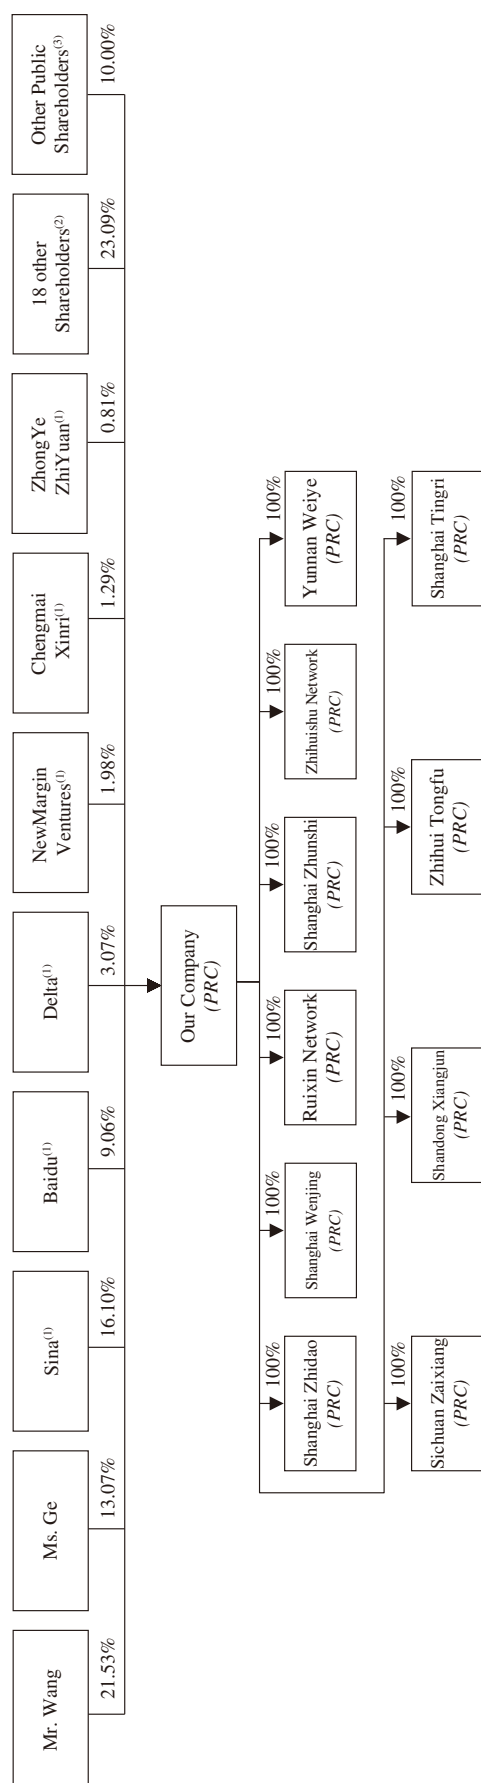 Mr. Wang
Ms. Ge
Sina(1)
Baidu(1)
Delta(1)
NewMargin
Ventures(1)
Chengmai
Xinri(1)
ZhongYe
ZhiYuan(1)
18 other
Shareholders(2)
Other Public
Shareholders(3)
21.53%
13.07%
16.10%
9.06%
3.07%
1.98%
1.29%
0.81%
23.09%
10.00%
Our Company
(PRC)
100%
100%
100%
100%
100%
100%
Shanghai Zhidao
(PRC)
Shanghai Wenjing
(PRC)
Ruixin Network
(PRC)
Shanghai Zhunshi
(PRC)
Zhihuishu Network
(PRC)
Yunnan Weiye
(PRC)
100%
100%
100%
100%
Sichuan Zaixiang
(PRC)
Shandong Xiangjun
(PRC)
Zhihui Tongfu
(PRC)
Shanghai Tingri
(PRC)